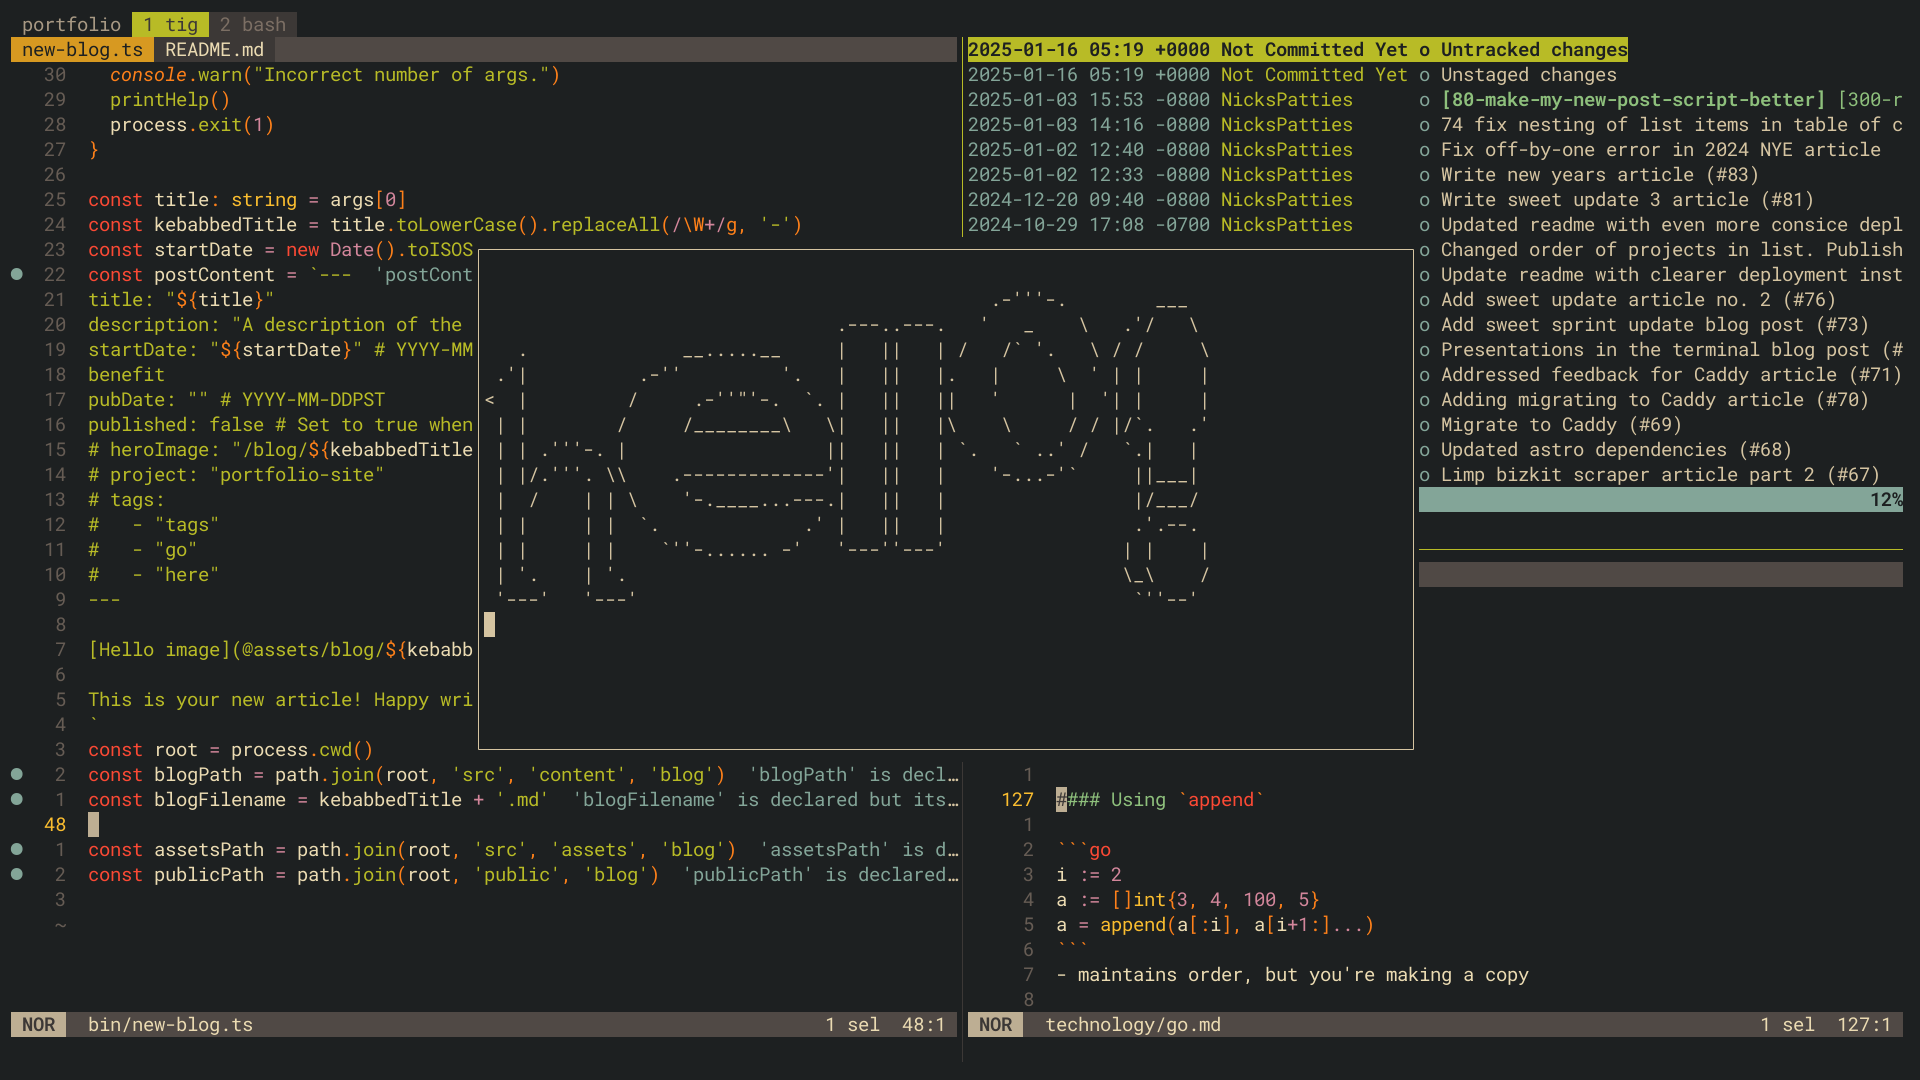 portfolio 1 tig 2 bash
new-blog.ts README.md
30 console.warn("Incorrect number of args.")
29 printHelp()
28 process.exit(1)
27 }
26
25 const title: string = args[0]
24 const kebabbedTitle = title.toLowerCase().replaceAll(/\W+/g, '-')
23 const startDate = new Date().toISOS
22 const postContent = `--- 'postCont
21 title: "${title}"
20 description: "A description of the
19 startDate: "${startDate}" # YYYY-MM
18 benefit
17 pubDate: "" # YYYY-MM-DDPST
16 published: false # Set to true when
15 # heroImage: "/blog/${kebabbedTitle
14 # project: "portfolio-site"
13 # tags:
12 #   - "tags"
11 #   - "go"
10 #   - "here"
9 ---
8
7 [Hello image](@assets/blog/${kebabb
6
5 This is your new article! Happy wri
4 `
3 const root = process.cwd()
2 const blogPath = path.join(root, 'src', 'content', 'blog') 'blogPath' is decl…
1 const blogFilename = kebabbedTitle + '.md' 'blogFilename' is declared but its…
48
1 const assetsPath = path.join(root, 'src', 'assets', 'blog') 'assetsPath' is d…
2 const publicPath = path.join(root, 'public', 'blog') 'publicPath' is declared…
3
~
NOR bin/new-blog.ts 1 sel 48:1
2025-01-16 05:19 +0000 Not Committed Yet o Untracked changes
2025-01-16 05:19 +0000 Not Committed Yet o Unstaged changes
2025-01-03 15:53 -0800 NicksPatties o [80-make-my-new-post-script-better] [300-r
2025-01-03 14:16 -0800 NicksPatties o 74 fix nesting of list items in table of c
2025-01-02 12:40 -0800 NicksPatties o Fix off-by-one error in 2024 NYE article
2025-01-02 12:33 -0800 NicksPatties o Write new years article (#83)
2024-12-20 09:40 -0800 NicksPatties o Write sweet update 3 article (#81)
2024-10-29 17:08 -0700 NicksPatties o Updated readme with even more consice depl
o Changed order of projects in list. Publish
o Update readme with clearer deployment inst
o Add sweet update article no. 2 (#76)
o Add sweet sprint update blog post (#73)
o Presentations in the terminal blog post (#
o Addressed feedback for Caddy article (#71)
o Adding migrating to Caddy article (#70)
o Migrate to Caddy (#69)
o Updated astro dependencies (#68)
o Limp bizkit scraper article part 2 (#67)
12%
help!
1
127 #### Using `append`
1
2 ```go
3 i := 2
4 a := []int{3, 4, 100, 5}
5 a = append(a[:i], a[i+1:]...)
6 ```
7 - maintains order, but you're making a copy
8
NOR technology/go.md 1 sel 127:1